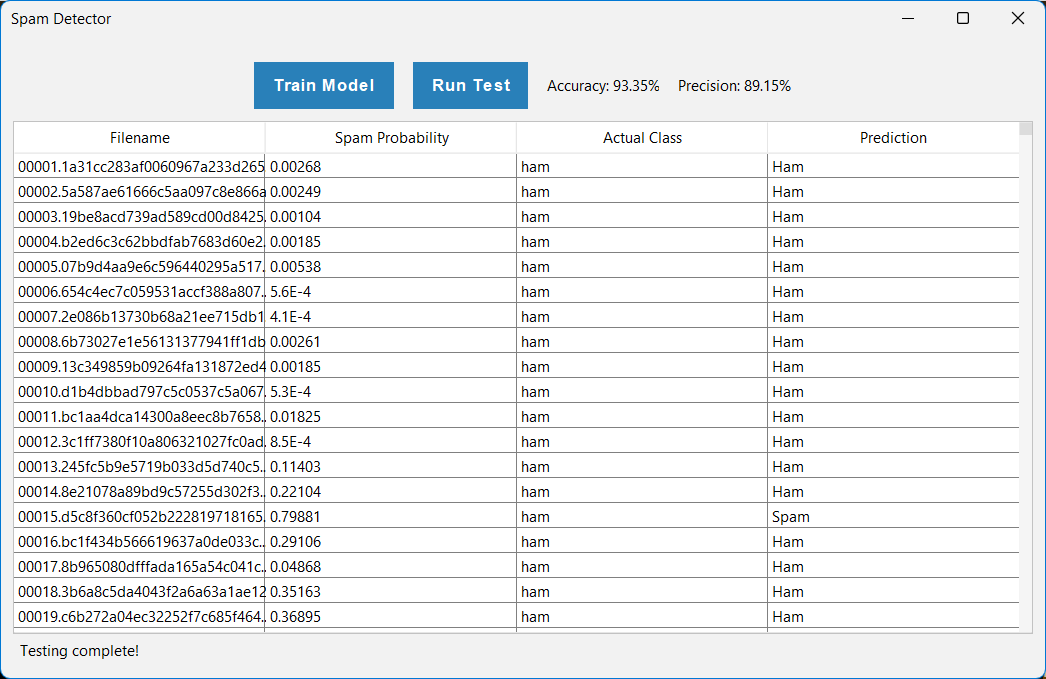 Spam Detector
Train Model Run Test Accuracy: 93.35% Precision: 89.15%
Filename Spam Probability Actual Class Prediction
00001.1a31cc283af0060967a233d265 0.00268 ham Ham
00002.5a587ae61666c5aa097c8e866a 0.00249 ham Ham
00003.19be8acd739ad589cd00d8425. 0.00104 ham Ham
00004.b2ed6c3c62bbdfab7683d60e2. 0.00185 ham Ham
00005.07b9d4aa9e6c596440295a517. 0.00538 ham Ham
00006.654c4ec7c059531accf388a807.. 5.6E-4 ham Ham
00007.2e086b13730b68a21ee715db1 4.1E-4 ham Ham
00008.6b73027e1e56131377941ff1db 0.00261 ham Ham
00009.13c349859b09264fa131872ed4 0.00185 ham Ham
00010.d1b4dbbad797c5c0537c5a067. 5.3E-4 ham Ham
00011.bc1aa4dca14300a8eec8b7658.. 0.01825 ham Ham
00012.3c1ff7380f10a806321027fc0ad. 8.5E-4 ham Ham
00013.245fc5b9e5719b033d5d740c5.. 0.11403 ham Ham
00014.8e21078a89bd9c57255d302f3.. 0.22104 ham Ham
00015.d5c8f360cf052b222819718165. 0.79881 ham Spam
00016.bc1f434b566619637a0de033c.. 0.29106 ham Ham
00017.8b965080dfffada165a54c041c.. 0.04868 ham Ham
00018.3b6a8c5da4043f2a6a63a1ae12 0.35163 ham Ham
00019.c6b272a04ec32252f7c685f464.. 0.36895 ham Ham
Testing complete!